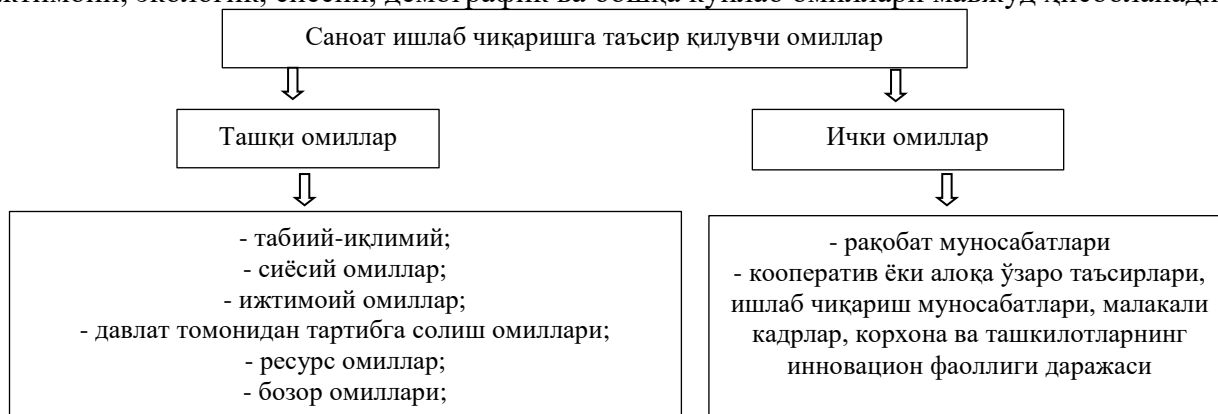 Саноат ишлаб чиқаришга таъсир қилувчи омиллар
Ташқи омиллар
Ички омиллар
- табиий-иқлимий;
- сиёсий омиллар;
- ижтимоий омиллар;
- давлат томонидан тартибга солиш омиллари;
- ресурс омиллар;
- бозор омиллари;
- рақобат муносабатлари
- кооператив ёки алоқа ўзаро таъсирлари,
ишлаб чиқариш муносабатлари, малакали
кадрлар, корхона ва ташкилотларнинг
инновацион фаоллиги даражаси